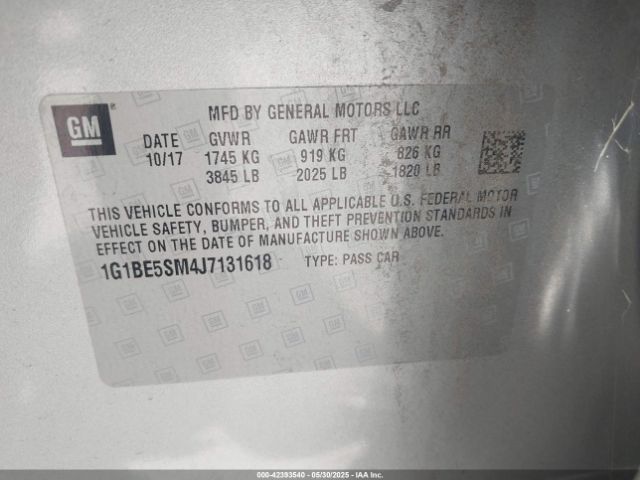 GM
MFD BY GENERAL MOTORS LLC
DATE GVWR GAWR FRT GAWR RR
10/17 1745 KG 919 KG 826 KG
3845 LB 2025 LB 1820 LB
THIS VEHICLE CONFORMS TO ALL APPLICABLE U.S. FEDERAL MOTOR
VEHICLE SAFETY, BUMPER, AND THEFT PREVENTION STANDARDS IN
EFFECT ON THE DATE OF MANUFACTURE SHOWN ABOVE.
1G1BE5SM4J7131618 TYPE: PASS CAR
000-42393540 - 05/30/2025 - IAA Inc.